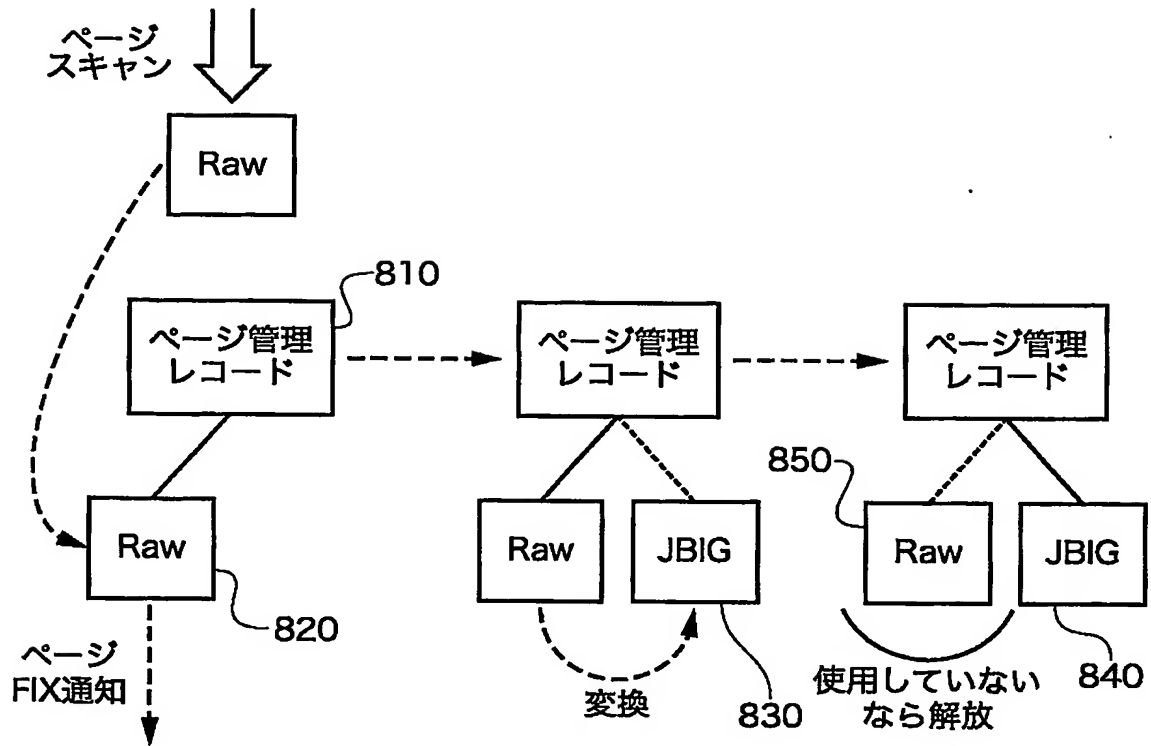 ページ
スキャン
Raw
810
ページ管理
レコード
ページ管理
レコード
ページ管理
レコード
850
Raw
Raw
JBIG
Raw
JBIG
820
ページ
FIX通知
変換
830
使用していない
なら解放
840